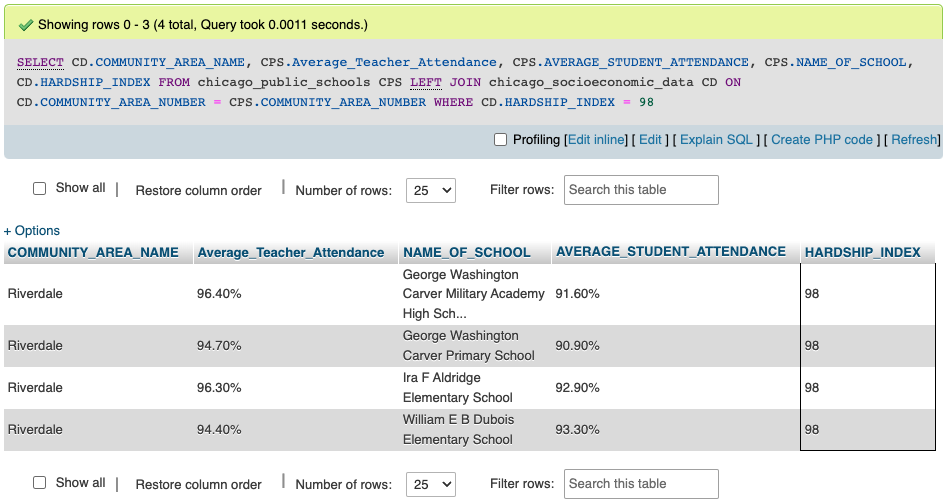 Showing rows 0 - 3 (4 total, Query took 0.0011 seconds.)
SELECT CD.COMMUNITY_AREA_NAME, CPS.Average_Teacher_Attendance, CPS.AVERAGE_STUDENT_ATTENDANCE, CPS.NAME_OF_SCHOOL,
CD.HARDSHIP_INDEX FROM chicago_public_schools CPS LEFT JOIN chicago_socioeconomic_data CD ON
CD.COMMUNITY_AREA_NUMBER = CPS.COMMUNITY_AREA_NUMBER WHERE CD.HARDSHIP_INDEX = 98
Profiling [Edit inline] [ Edit ] [ Explain SQL ] [ Create PHP code ] [ Refresh]
Show all | Restore column order | Number of rows: 25 Filter rows: Search this table
+ Options
COMMUNITY_AREA_NAME Average_Teacher_Attendance NAME_OF_SCHOOL AVERAGE_STUDENT_ATTENDANCE HARDSHIP_INDEX
George Washington
Riverdale 96.40% Carver Military Academy 91.60% 98
High Sch...
George Washington
Riverdale 94.70% Carver Primary School 90.90% 98
Ira F Aldridge
Riverdale 96.30% Elementary School 92.90% 98
William E B Dubois
Riverdale 94.40% Elementary School 93.30% 98
Show all | Restore column order | Number of rows: 25 Filter rows: Search this table